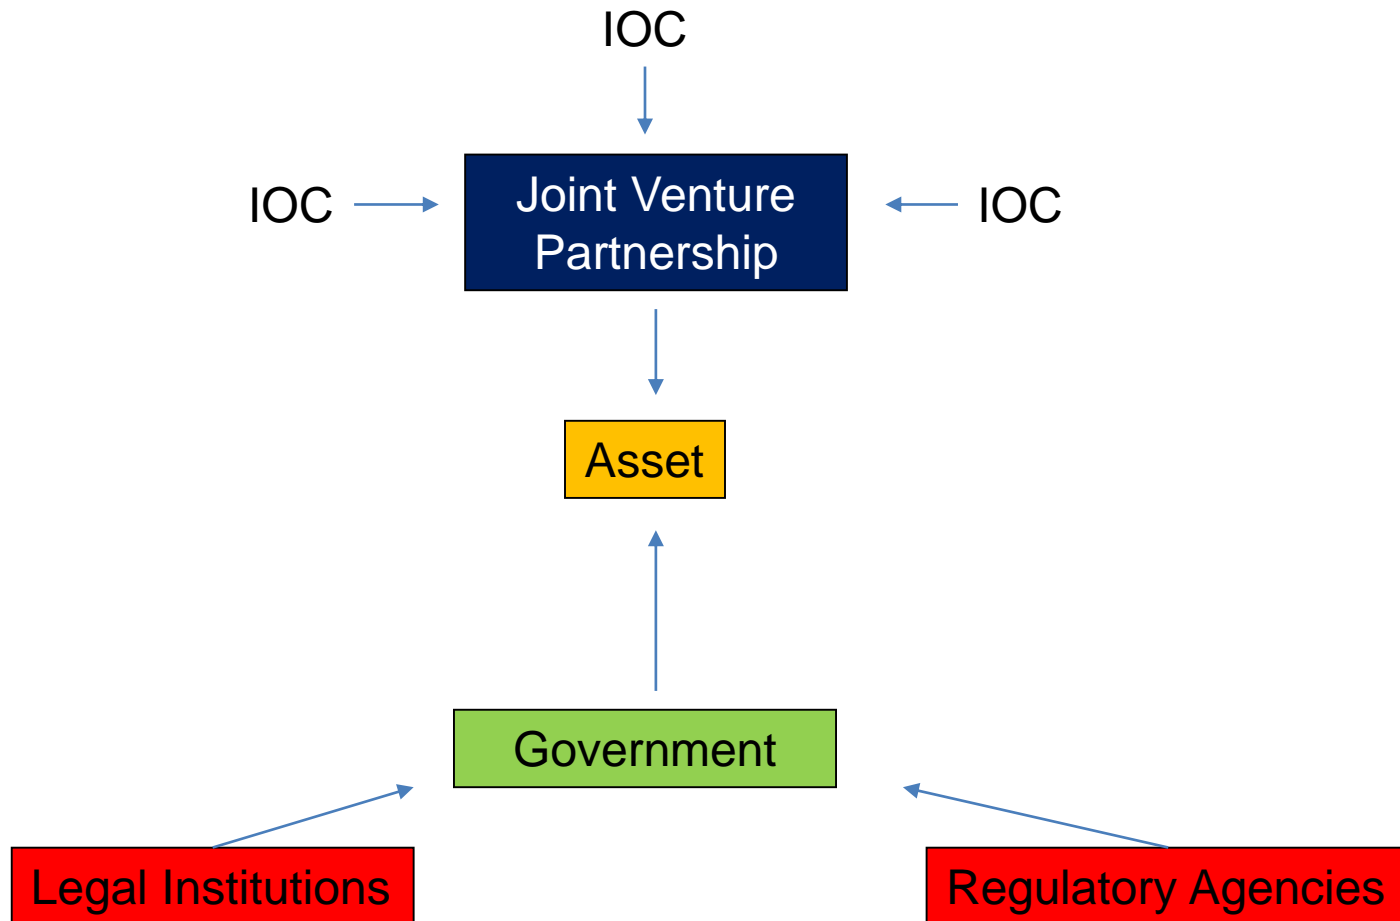 IOC
IOC
Joint Venture
Partnership
IOC
Asset
Government
Legal Institutions
Regulatory Agencies